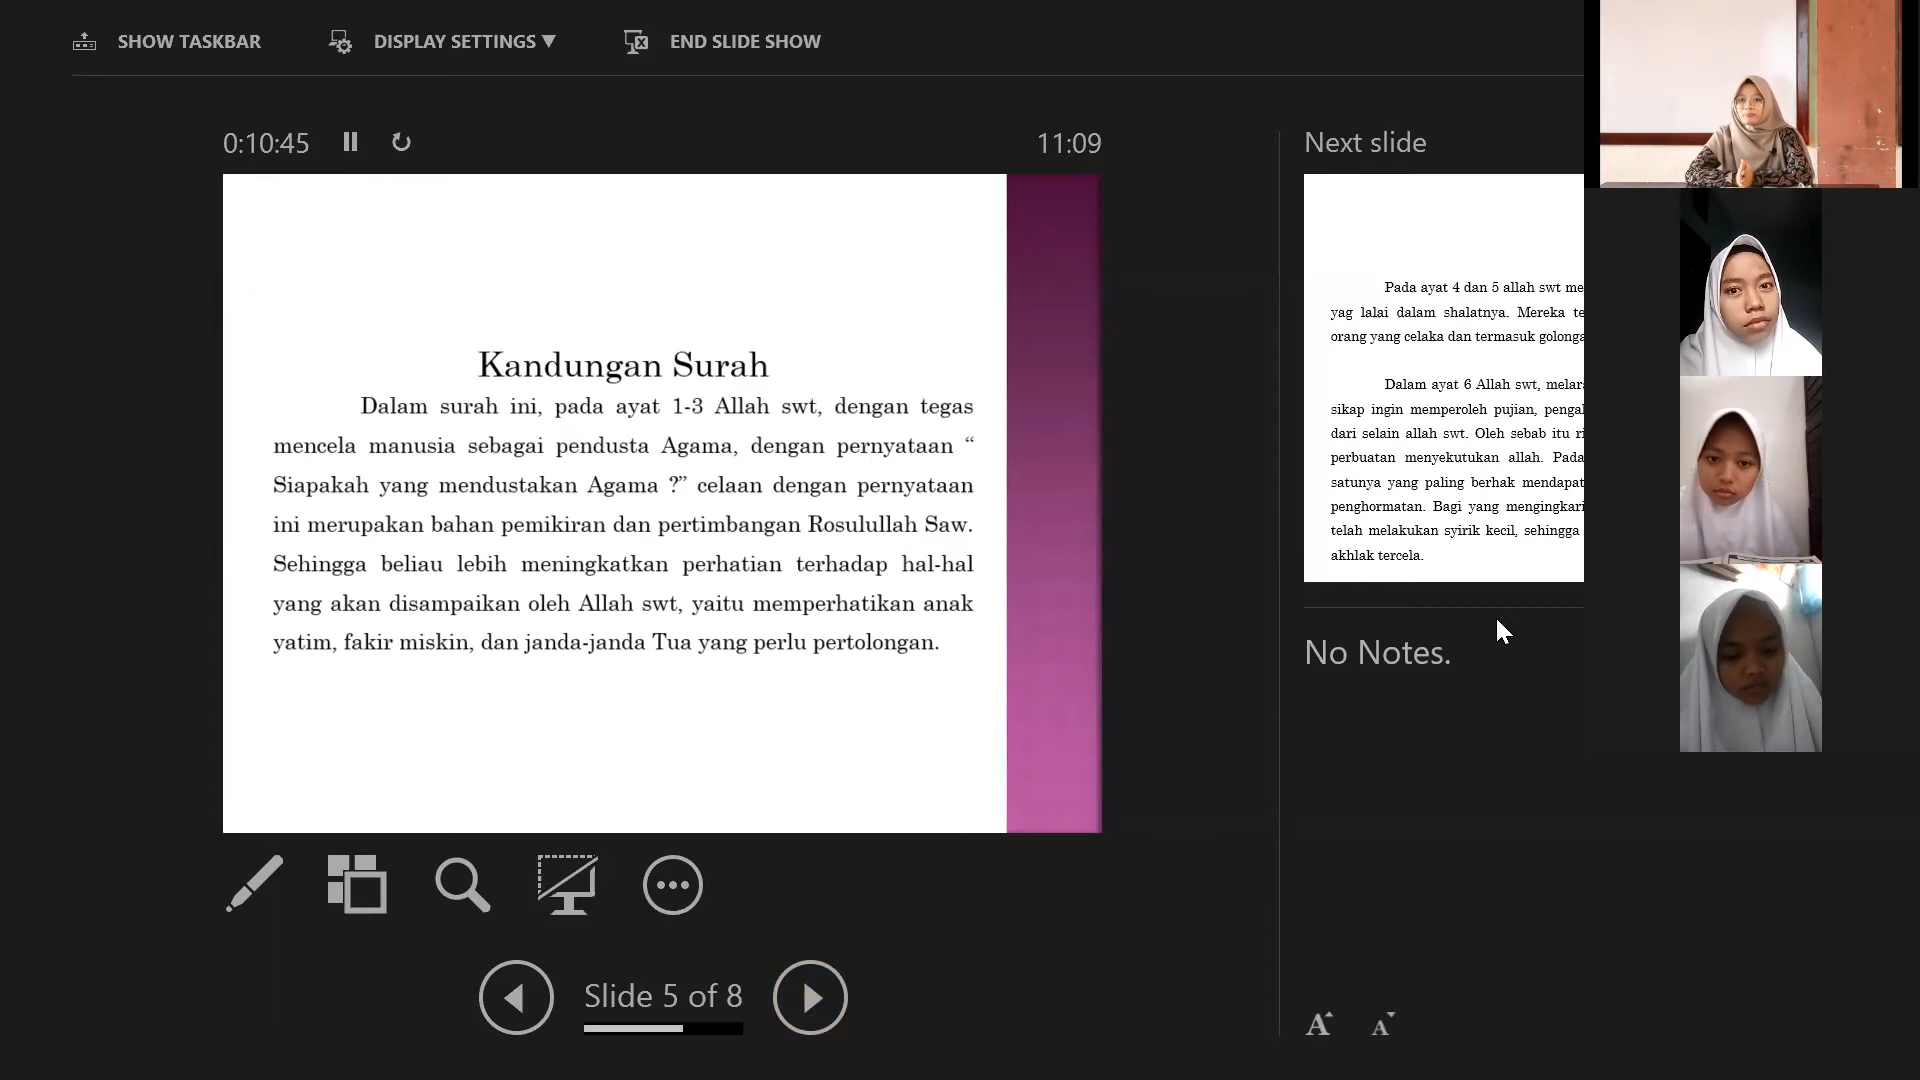 SHOW TASKBAR
DISPLAY SETTINGS ▼
END SLIDE SHOW
0:10:45
11:09
Kandungan Surah
Dalam surah ini, pada ayat 1-3 Allah swt, dengan tegas
mencela manusia sebagai pendusta Agama, dengan pernyataan “
Siapakah yang mendustakan Agama ?” celaan dengan pernyataan
ini merupakan bahan pemikiran dan pertimbangan Rosulullah Saw.
Sehingga beliau lebih meningkatkan perhatian terhadap hal-hal
yang akan disampaikan oleh Allah swt, yaitu memperhatikan anak
yatim, fakir miskin, dan janda-janda Tua yang perlu pertolongan.
Slide 5 of 8
Next slide
Pada ayat 4 dan 5 allah swt me
yag lalai dalam shalatnya. Mereka te
orang yang celaka dan termasuk golonga
Dalam ayat 6 Allah swt, melara
sikap ingin memperoleh pujian, pengal
dari selain allah swt. Oleh sebab itu ri
perbuatan menyekutukan allah. Pada
satunya yang paling berhak mendapat
penghormatan. Bagi yang mengingkari
telah melakukan syirik kecil, sehingga
akhlak tercela.
No Notes.
A A